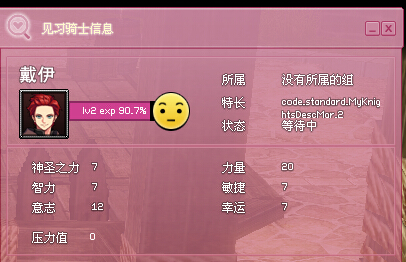 见习骑士信息
戴伊
lv2 exp 90.7%
所属 没有所属的组
特长 code.standard.MyKnig
htsDescMar.2
状态 等待中
神圣之力 7 力量 20
智力 7 敏捷 7
意志 12 幸运 7
压力值 0